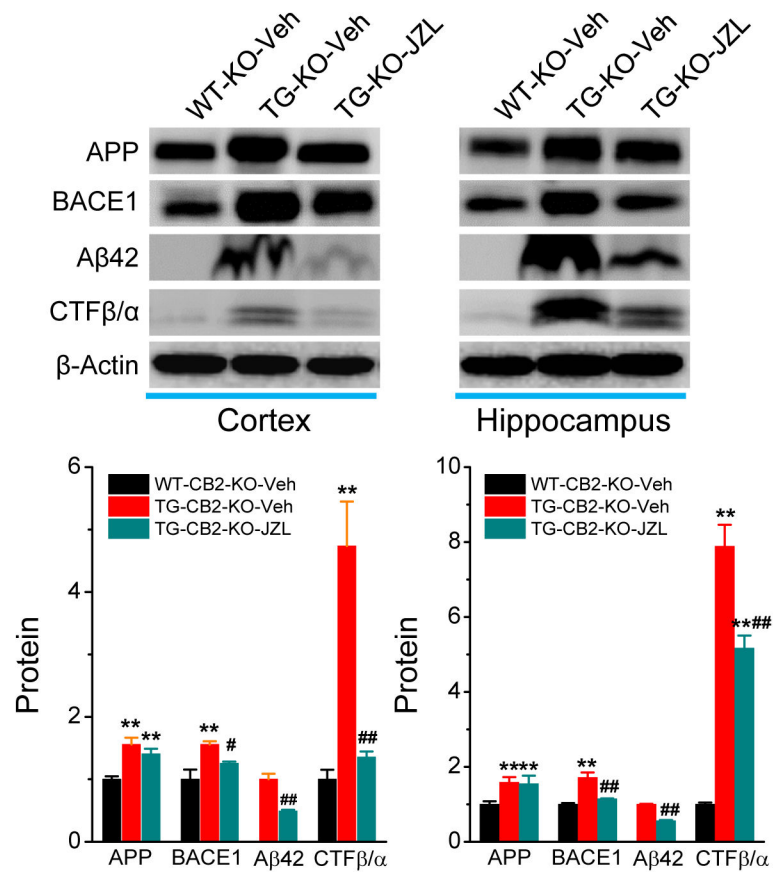 WT-KO-Veh TG-KO-Veh TG-KO-JZL WT-KO-Veh TG-KO-Veh TG-KO-JZL
APP
BACE1
Aβ42
CTFβ/α
β-Actin
Cortex Hippocampus
6
4
2
0
Protein
WT-CB2-KO-Veh
TG-CB2-KO-Veh
TG-CB2-KO-JZL
**
** ** ** # ## ##
APP BACE1 Aβ42 CTFβ/α
10
8
6
4
2
0
Protein
WT-CB2-KO-Veh
TG-CB2-KO-Veh
TG-CB2-KO-JZL
**
**##
**** ** ## ##
APP BACE1 Aβ42 CTFβ/α